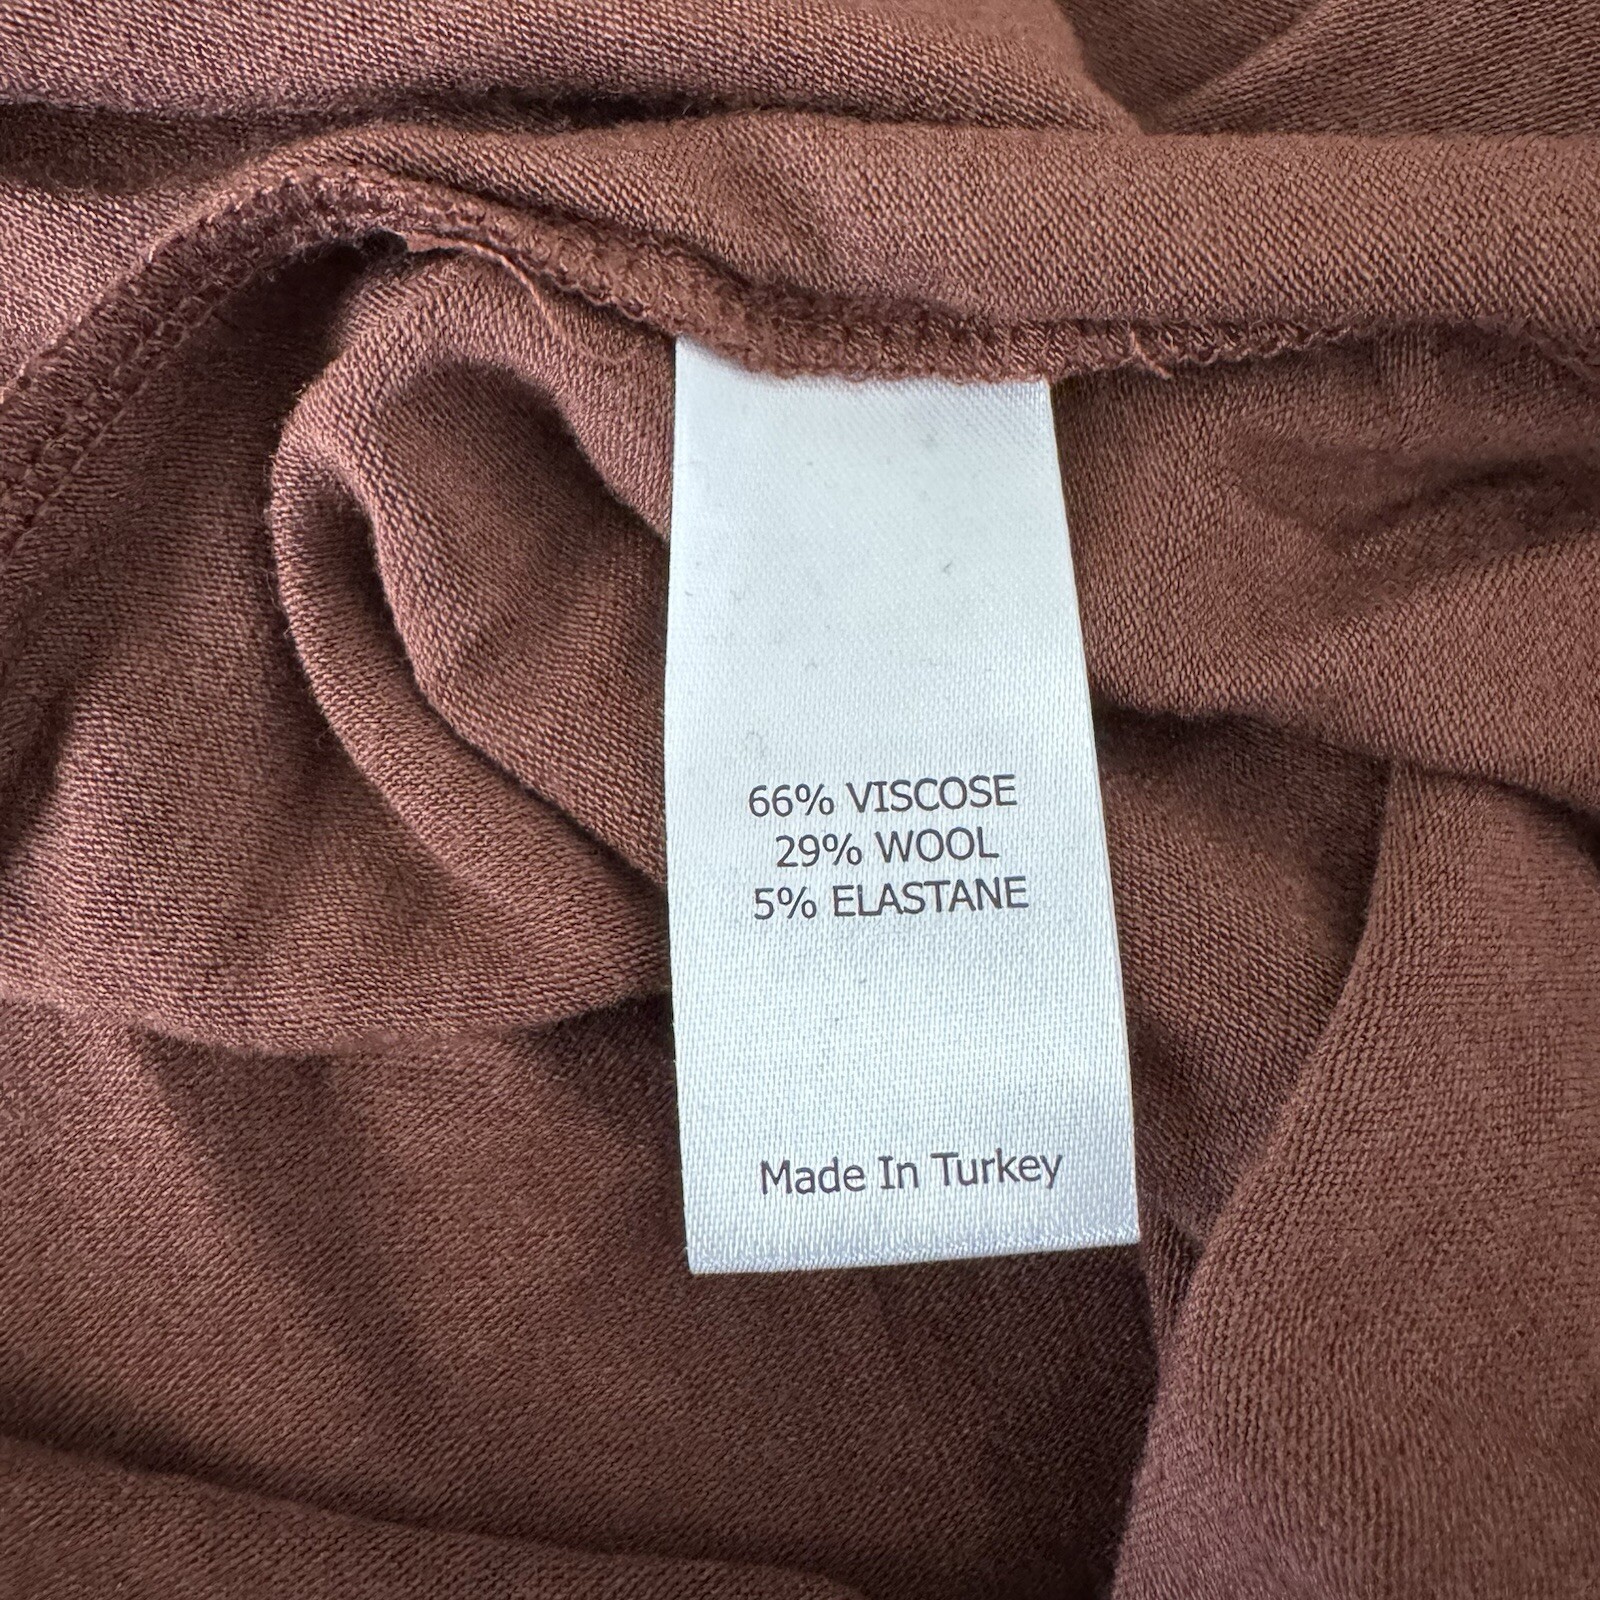 66% VISCOSE
29% WOOL
5% ELASTANE
Made In Turkey